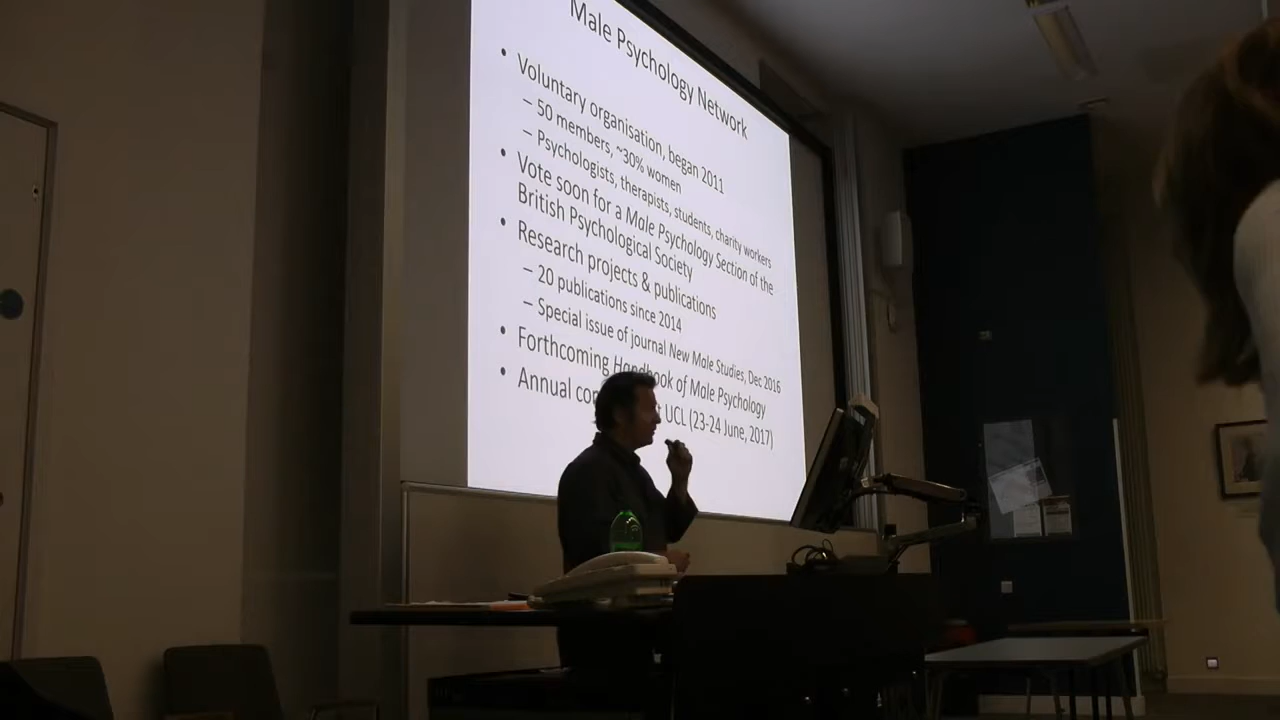 Male Psychology Network
• Voluntary organisation, began 2011
– 50 members, ~30% women
– Psychologists, therapists, students, charity workers
• Vote soon for a Male Psychology Section of the
British Psychological Society
• Research projects & publications
– 20 publications since 2014
– Special issue of journal New Male Studies, Dec 2016
• Forthcoming Handbook of Male Psychology
• Annual UCL (23-24 June, 2017)